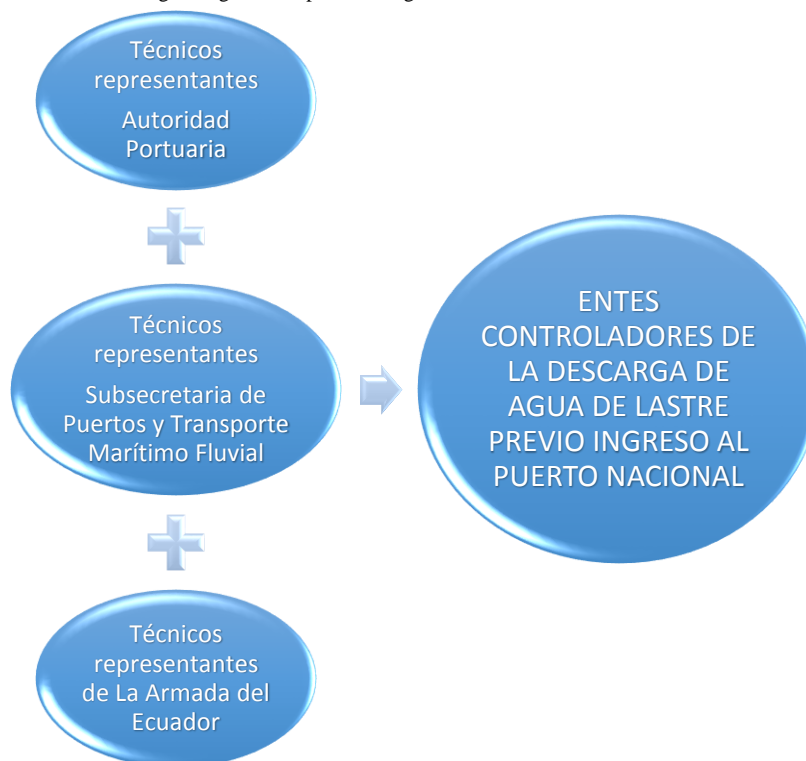 Técnicos
representantes
Autoridad
Portuaria
Técnicos
representantes
Subsecretaria de
Puertos y Transporte
Marítimo Fluvial
Técnicos
representantes
de La Armada del
Ecuador
ENTES
CONTROLADORES DE
LA DESCARGA DE
AGUA DE LASTRE
PREVIO INGRESO AL
PUERTO NACIONAL